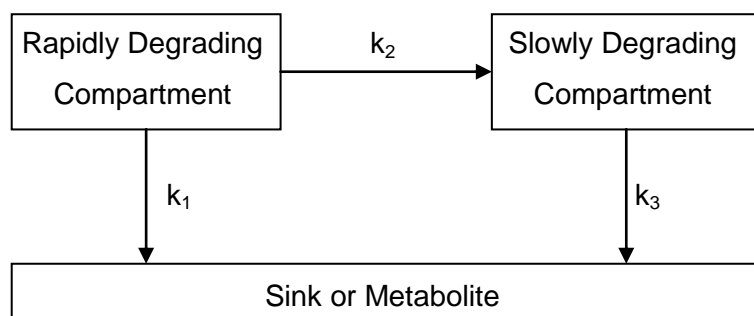 Rapidly Degrading
Compartment
k₂
Slowly Degrading
Compartment
k₁
k₃
Sink or Metabolite